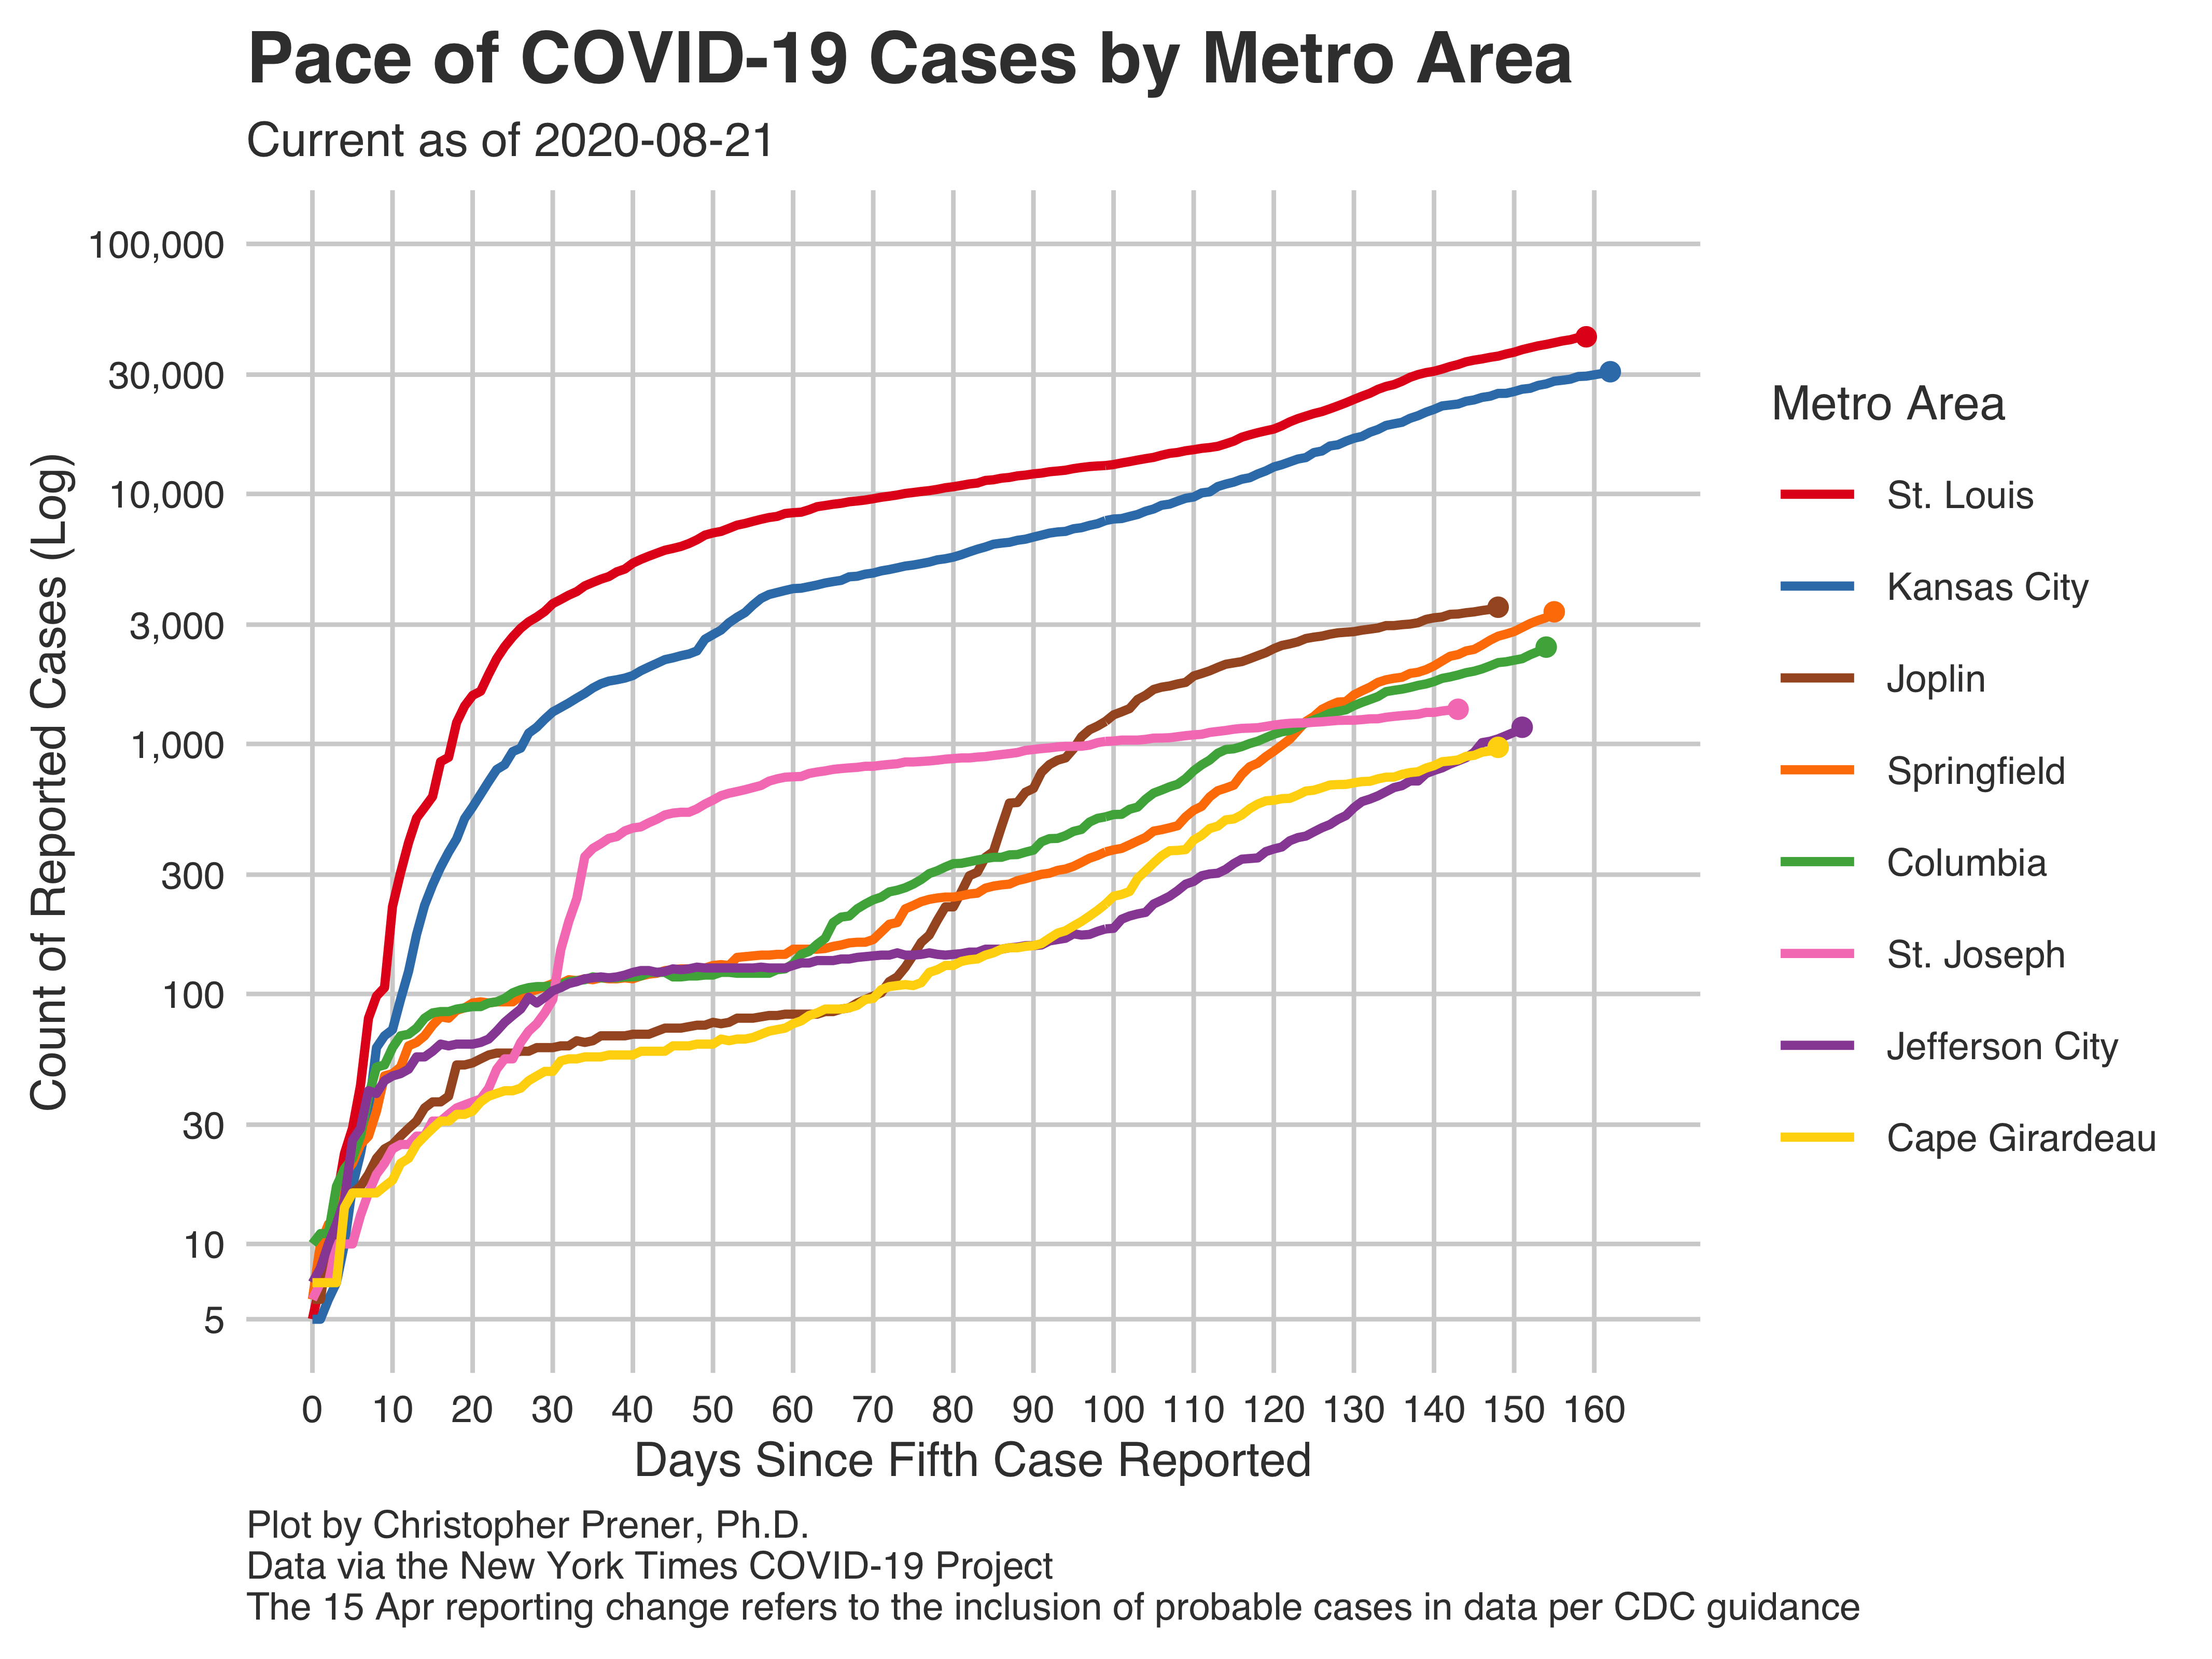 Pace of COVID-19 Cases by Metro Area
Current as of 2020-08-21
Count of Reported Cases (Log)
100,000
30,000
10,000
3,000
1,000
300
100
30
10
5
0 10 20 30 40 50 60 70 80 90 100 110 120 130 140 150 160
Days Since Fifth Case Reported
Metro Area
St. Louis
Kansas City
Joplin
Springfield
Columbia
St. Joseph
Jefferson City
Cape Girardeau
Plot by Christopher Prener, Ph.D.
Data via the New York Times COVID-19 Project
The 15 Apr reporting change refers to the inclusion of probable cases in data per CDC guidance